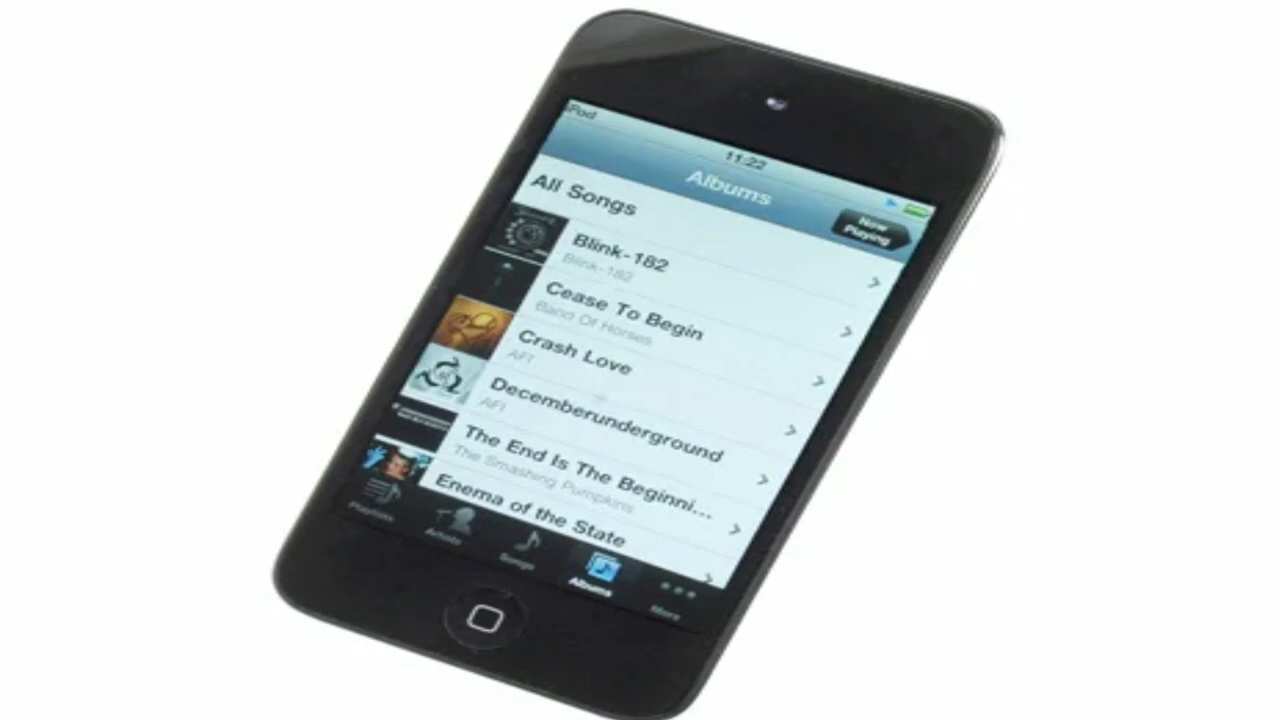 iPod
11:22
Albums
Now
Playing
All Songs
Blink-182
Blink-182
Cease To Begin
Band Of Horses
Crash Love
AFI
Decemberunderground
AFI
The End Is The Beginni...
The Smashing Pumpkins
Enema of the State
Playlists
Artists
Songs
Albums
More